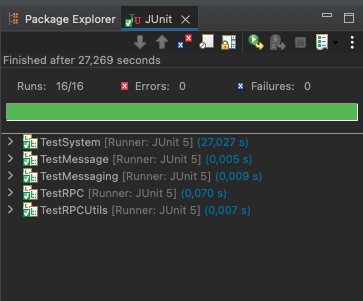 Package Explorer JUnit
Finished after 27,269 seconds
Runs: 16/16 Errors: 0 Failures: 0
TestSystem [Runner: JUnit 5] (27,027 s)
TestMessage [Runner: JUnit 5] (0,005 s)
TestMessaging [Runner: JUnit 5] (0,009 s)
TestRPC [Runner: JUnit 5] (0,070 s)
TestRPCUtils [Runner: JUnit 5] (0,007 s)